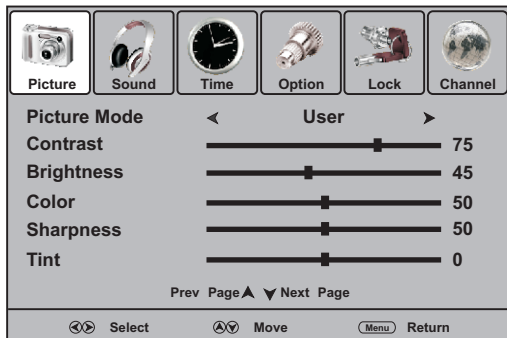 Picture Sound Time Option Lock Channel
Picture Mode User
Contrast 75
Brightness 45
Color 50
Sharpness 50
Tint 0
Prev Page Next Page
Select Move Menu Return